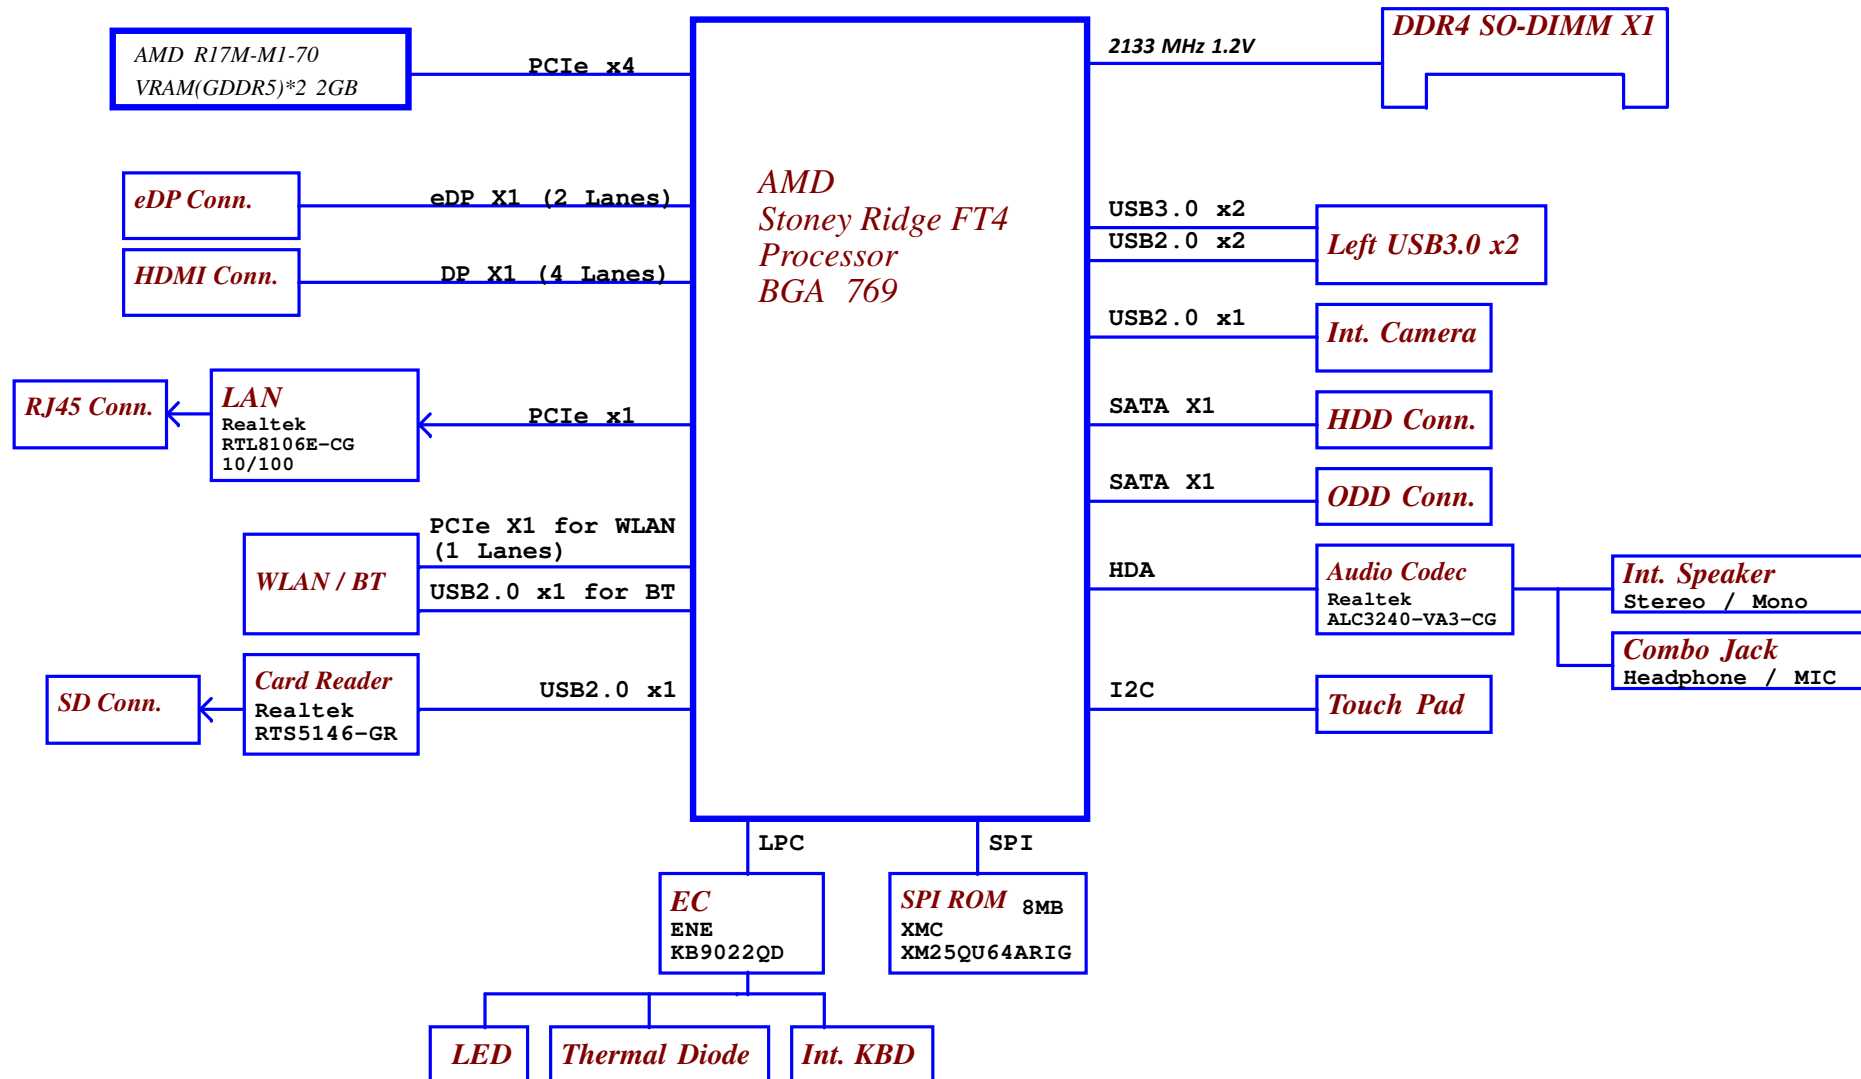 AMD R17M-M1-70
VRAM(GDDR5)*2 2GB
PCIe x4
eDP Conn.
eDP X1 (2 Lanes)
HDMI Conn.
DP X1 (4 Lanes)
RJ45 Conn.
LAN
Realtek
RTL8106E-CG
10/100
PCIe x1
WLAN / BT
PCIe X1 for WLAN
(1 Lanes)
USB2.0 x1 for BT
SD Conn.
Card Reader
Realtek
RTS5146-GR
USB2.0 x1
AMD
Stoney Ridge FT4
Processor
BGA 769
2133 MHz 1.2V
DDR4 SO-DIMM X1
USB3.0 x2
USB2.0 x2
Left USB3.0 x2
USB2.0 x1
Int. Camera
SATA X1
HDD Conn.
SATA X1
ODD Conn.
HDA
Audio Codec
Realtek
ALC3240-VA3-CG
Int. Speaker
Stereo / Mono
Combo Jack
Headphone / MIC
I2C
Touch Pad
LPC
SPI
EC
ENE
KB9022QD
SPI ROM 8MB
XMC
XM25QU64ARIG
LED
Thermal Diode
Int. KBD